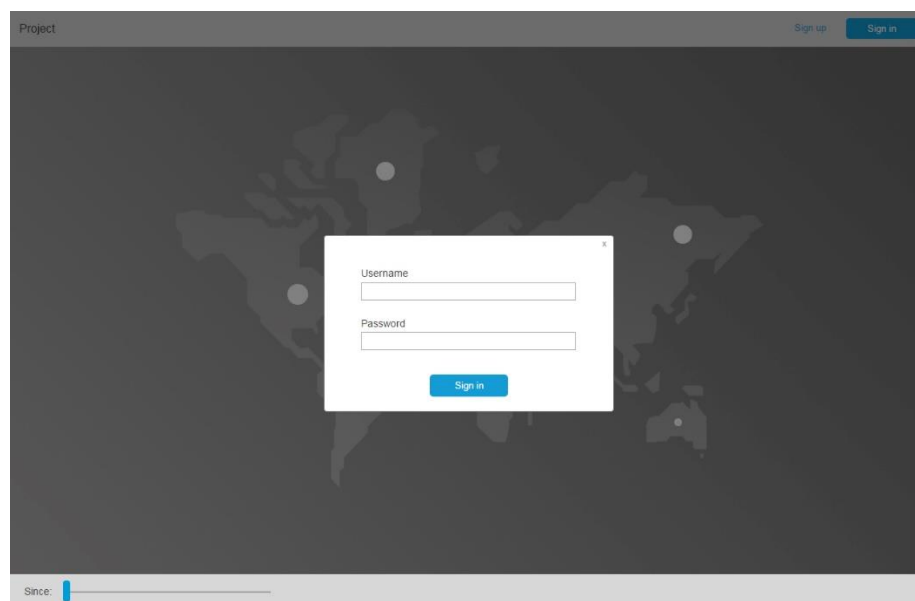 Project
Sign up
Sign in
x
Username
Password
Sign in
Since: